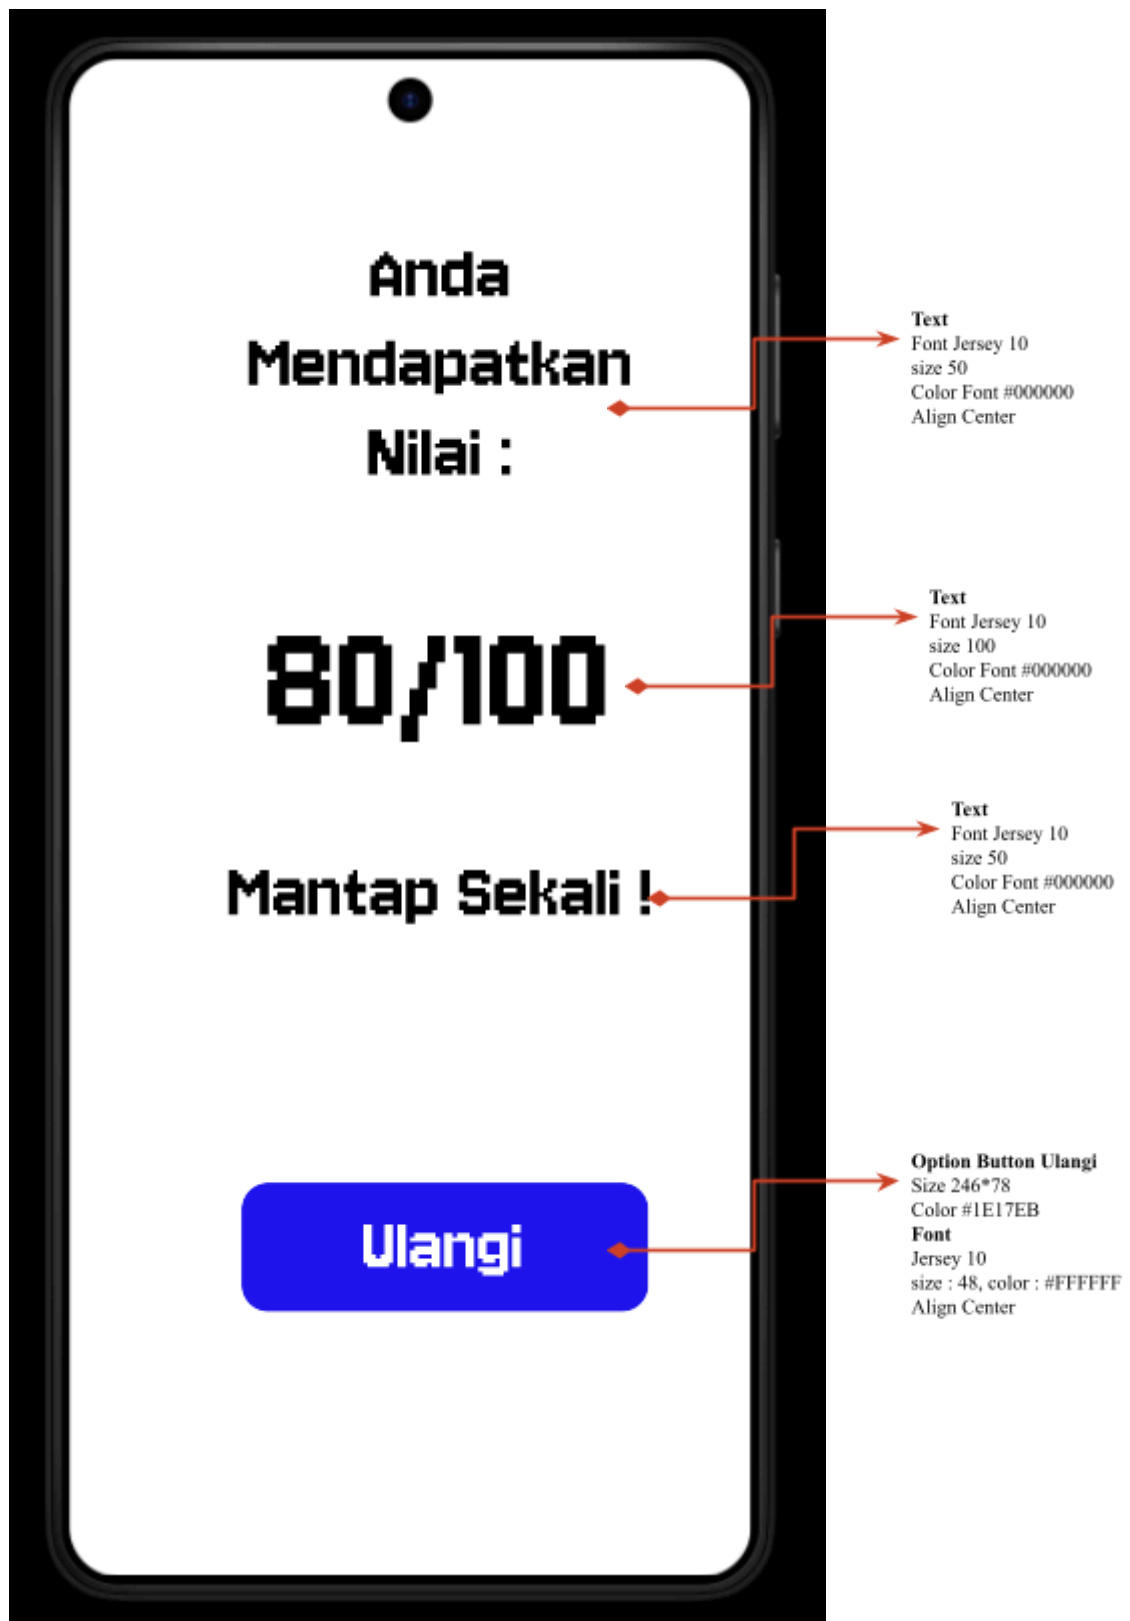 Anda
Mendapatkan
Nilai :
80/100
Mantap Sekali !
Ulangi
Text
Font Jersey 10
size 50
Color Font #000000
Align Center
Text
Font Jersey 10
size 100
Color Font #000000
Align Center
Text
Font Jersey 10
size 50
Color Font #000000
Align Center
Option Button Ulangi
Size 246*78
Color #1E17EB
Font
Jersey 10
size : 48, color : #FFFFFF
Align Center